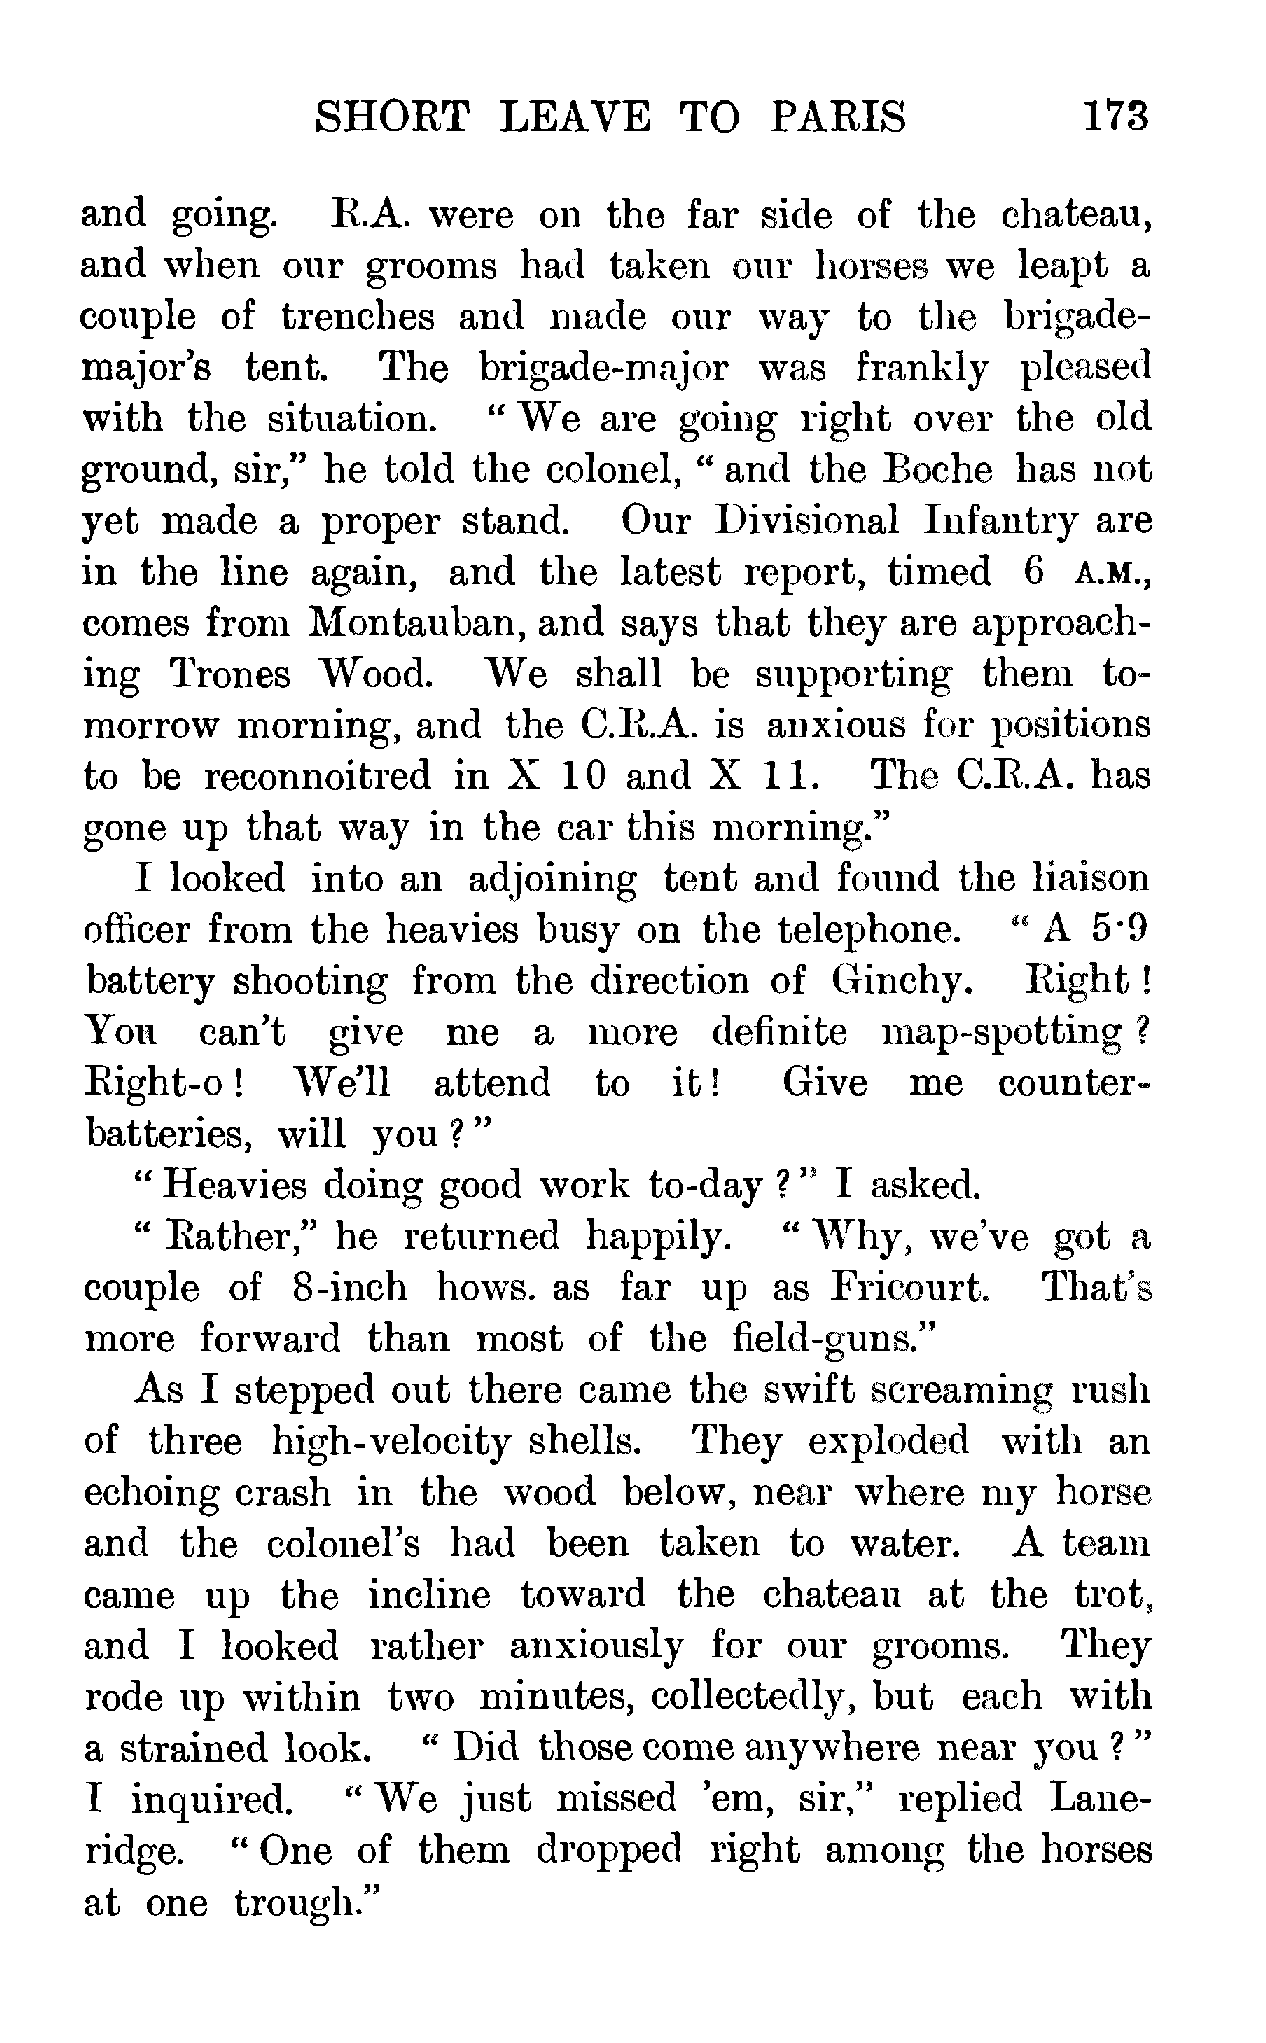 SHORT LEAVE TO PARIS 173
and going. R.A. were on the far side of the chateau,
and when our grooms had taken our horses we leapt a
couple of trenches and made our way to the brigade-
major's tent. The brigade-major was frankly pleased
with the situation. “ We are going right over the old
ground, sir,” he told the colonel, “ and the Boche has not
yet made a proper stand. Our Divisional Infantry are
in the line again, and the latest report, timed 6 A.M.,
comes from Montauban, and says that they are approach-
ing Trones Wood. We shall be supporting them to-
morrow morning, and the C.R.A. is anxious for positions
to be reconnoitred in X 10 and X 11. The C.R.A. has
gone up that way in the car this morning.”
I looked into an adjoining tent and found the liaison
officer from the heavies busy on the telephone. “ A 5·9
battery shooting from the direction of Ginchy. Right !
You can't give me a more definite map-spotting ?
Right-o ! We'll attend to it ! Give me counter-
batteries, will you ? ”
“ Heavies doing good work to-day ? ” I asked.
“ Rather,” he returned happily. “ Why, we've got a
couple of 8-inch hows. as far up as Fricourt. That's
more forward than most of the field-guns.”
As I stepped out there came the swift screaming rush
of three high-velocity shells. They exploded with an
echoing crash in the wood below, near where my horse
and the colonel's had been taken to water. A team
came up the incline toward the chateau at the trot,
and I looked rather anxiously for our grooms. They
rode up within two minutes, collectedly, but each with
a strained look. “ Did those come anywhere near you ? ”
I inquired. “ We just missed 'em, sir,” replied Lane-
ridge. “ One of them dropped right among the horses
at one trough.”